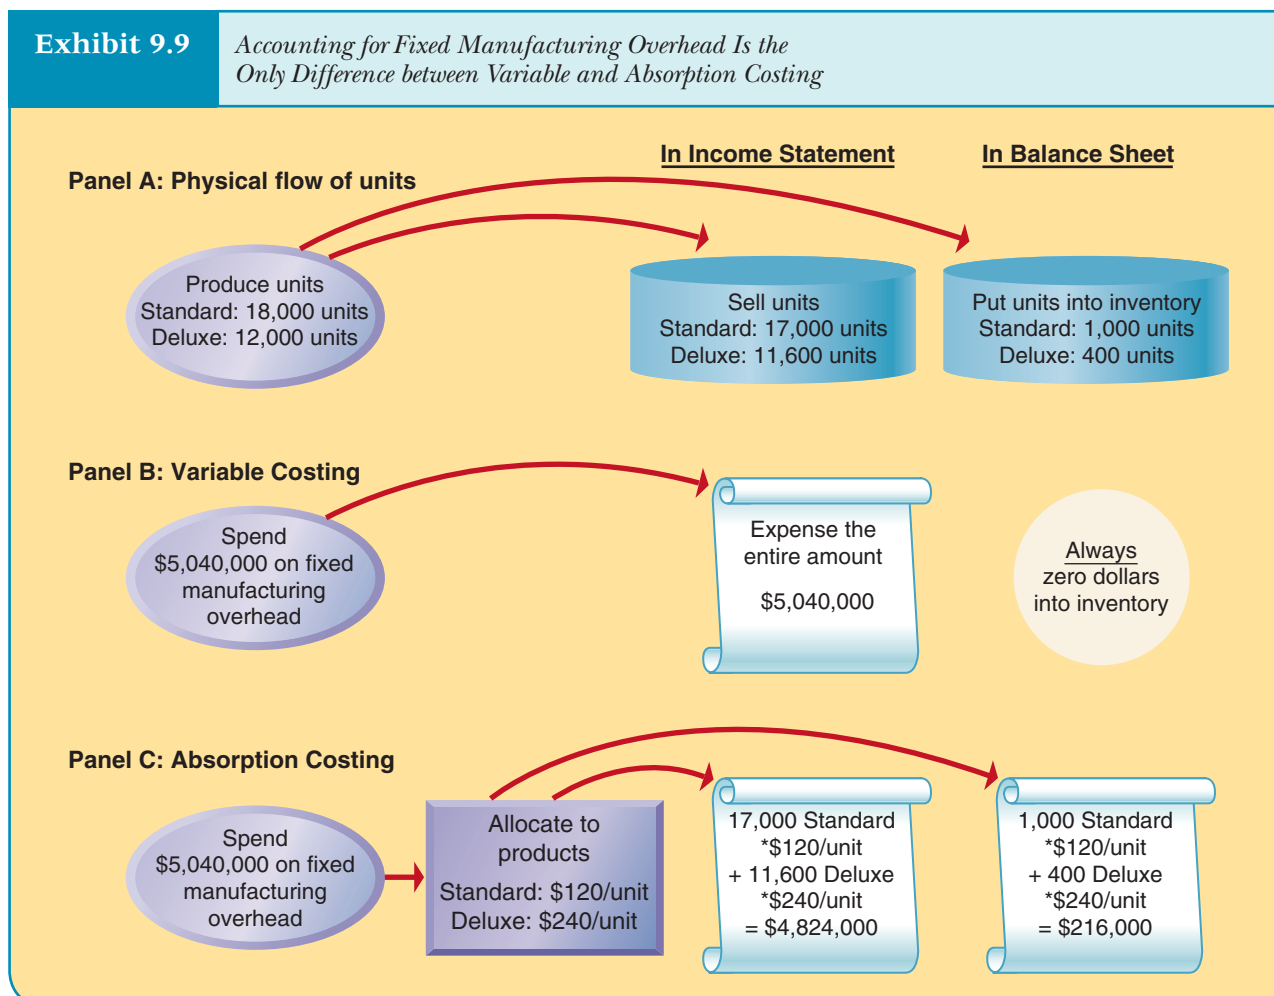 Exhibit 9.9
Accounting for Fixed Manufacturing Overhead Is the
Only Difference between Variable and Absorption Costing
In Income Statement
In Balance Sheet
Panel A: Physical flow of units
Produce units
Standard: 18,000 units
Deluxe: 12,000 units
Sell units
Standard: 17,000 units
Deluxe: 11,600 units
Put units into inventory
Standard: 1,000 units
Deluxe: 400 units
Panel B: Variable Costing
Spend
$5,040,000 on fixed
manufacturing
overhead
Expense the
entire amount
$5,040,000
Always
zero dollars
into inventory
Panel C: Absorption Costing
Spend
$5,040,000 on fixed
manufacturing
overhead
Allocate to
products
Standard: $120/unit
Deluxe: $240/unit
17,000 Standard
*$120/unit
+ 11,600 Deluxe
*$240/unit
= $4,824,000
1,000 Standard
*$120/unit
+ 400 Deluxe
*$240/unit
= $216,000